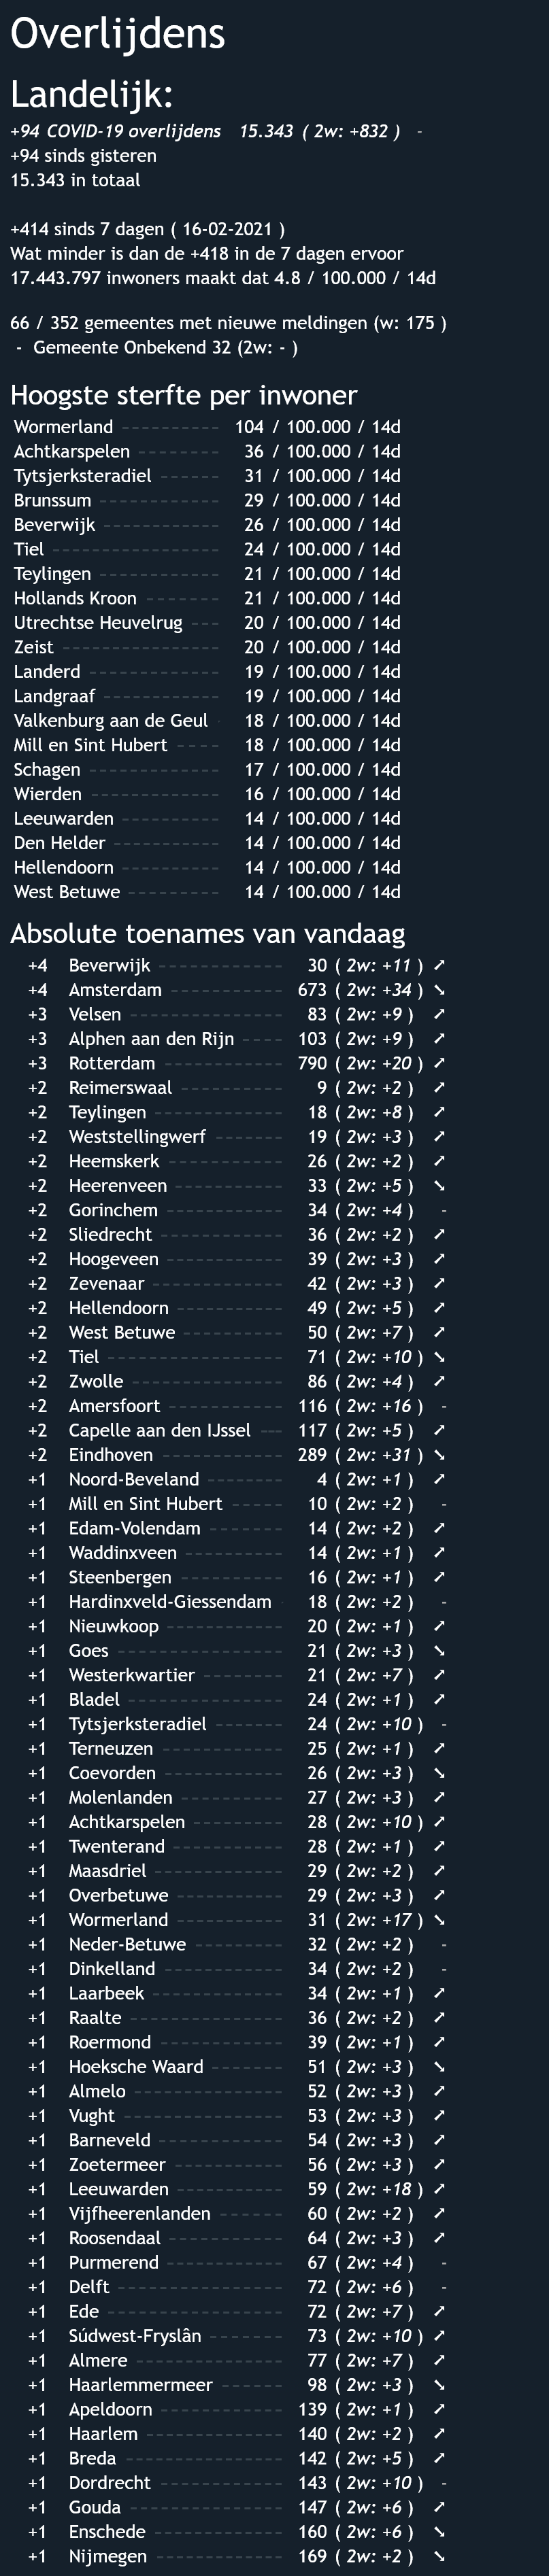 Overlijdens
Landelijk:
+94 COVID-19 overlijdens 15.343 ( 2w: +832 ) -
+94 sinds gisteren
15.343 in totaal
+414 sinds 7 dagen ( 16-02-2021 )
Wat minder is dan de +418 in de 7 dagen ervoor
17.443.797 inwoners maakt dat 4.8 / 100.000 / 14d
66 / 352 gemeentes met nieuwe meldingen (w: 175 )
- Gemeente Onbekend 32 (2w: - )
Hoogste sterfte per inwoner
Wormerland ---------- 104 / 100.000 / 14d
Achtkarspelen -------- 36 / 100.000 / 14d
Tytsjerksteradiel ------ 31 / 100.000 / 14d
Brunssum ------------ 29 / 100.000 / 14d
Beverwijk ------------ 26 / 100.000 / 14d
Tiel ----------------- 24 / 100.000 / 14d
Teylingen ------------ 21 / 100.000 / 14d
Hollands Kroon ------- 21 / 100.000 / 14d
Utrechtse Heuvelrug --- 20 / 100.000 / 14d
Zeist ---------------- 20 / 100.000 / 14d
Landerd ------------- 19 / 100.000 / 14d
Landgraaf ------------ 19 / 100.000 / 14d
Valkenburg aan de Geul - 18 / 100.000 / 14d
Mill en Sint Hubert ---- 18 / 100.000 / 14d
Schagen ------------- 17 / 100.000 / 14d
Wierden ------------- 16 / 100.000 / 14d
Leeuwarden ---------- 14 / 100.000 / 14d
Den Helder ----------- 14 / 100.000 / 14d
Hellendoorn ---------- 14 / 100.000 / 14d
West Betuwe --------- 14 / 100.000 / 14d
Absolute toenames van vandaag
+4 Beverwijk ------------ 30 ( 2w: +11 ) ➚
+4 Amsterdam ----------- 673 ( 2w: +34 ) ➘
+3 Velsen --------------- 83 ( 2w: +9 ) ➚
+3 Alphen aan den Rijn ---- 103 ( 2w: +9 ) ➚
+3 Rotterdam ------------ 790 ( 2w: +20 ) ➚
+2 Reimerswaal ---------- 9 ( 2w: +2 ) ➚
+2 Teylingen ------------- 18 ( 2w: +8 ) ➚
+2 Weststellingwerf ------- 19 ( 2w: +3 ) ➚
+2 Heemskerk ----------- 26 ( 2w: +2 ) ➚
+2 Heerenveen ---------- 33 ( 2w: +5 ) ➘
+2 Gorinchem ------------ 34 ( 2w: +4 ) -
+2 Sliedrecht ------------ 36 ( 2w: +2 ) ➚
+2 Hoogeveen ----------- 39 ( 2w: +3 ) ➚
+2 Zevenaar ------------- 42 ( 2w: +3 ) ➚
+2 Hellendoorn ---------- 49 ( 2w: +5 ) ➚
+2 West Betuwe ---------- 50 ( 2w: +7 ) ➚
+2 Tiel ----------------- 71 ( 2w: +10 ) ➘
+2 Zwolle --------------- 86 ( 2w: +4 ) ➚
+2 Amersfoort ----------- 116 ( 2w: +16 ) -
+2 Capelle aan den IJssel --- 117 ( 2w: +5 ) ➚
+2 Eindhoven ------------ 289 ( 2w: +31 ) ➘
+1 Noord-Beveland ------- 4 ( 2w: +1 ) ➚
+1 Mill en Sint Hubert ----- 10 ( 2w: +2 ) -
+1 Edam-Volendam ------- 14 ( 2w: +2 ) ➚
+1 Waddinxveen ---------- 14 ( 2w: +1 ) ➚
+1 Steenbergen ---------- 16 ( 2w: +1 ) ➚
+1 Hardinxveld-Giessendam - 18 ( 2w: +2 ) -
+1 Nieuwkoop ------------ 20 ( 2w: +1 ) ➚
+1 Goes ----------------- 21 ( 2w: +3 ) ➘
+1 Westerkwartier -------- 21 ( 2w: +7 ) ➚
+1 Bladel --------------- 24 ( 2w: +1 ) ➚
+1 Tytsjerksteradiel ------- 24 ( 2w: +10 ) -
+1 Terneuzen ------------ 25 ( 2w: +1 ) ➚
+1 Coevorden ------------ 26 ( 2w: +3 ) ➘
+1 Molenlanden ---------- 27 ( 2w: +3 ) ➚
+1 Achtkarspelen --------- 28 ( 2w: +10 ) ➚
+1 Twenterand ----------- 28 ( 2w: +1 ) ➚
+1 Maasdriel ------------- 29 ( 2w: +2 ) ➚
+1 Overbetuwe ----------- 29 ( 2w: +3 ) ➚
+1 Wormerland ----------- 31 ( 2w: +17 ) ➘
+1 Neder-Betuwe --------- 32 ( 2w: +2 ) -
+1 Dinkelland ------------ 34 ( 2w: +2 ) -
+1 Laarbeek ------------- 34 ( 2w: +1 ) ➚
+1 Raalte --------------- 36 ( 2w: +2 ) ➚
+1 Roermond ------------ 39 ( 2w: +1 ) ➚
+1 Hoeksche Waard ------- 51 ( 2w: +3 ) ➘
+1 Almelo --------------- 52 ( 2w: +3 ) ➚
+1 Vught ---------------- 53 ( 2w: +3 ) ➚
+1 Barneveld ------------ 54 ( 2w: +3 ) ➚
+1 Zoetermeer ----------- 56 ( 2w: +3 ) ➚
+1 Leeuwarden ----------- 59 ( 2w: +18 ) ➚
+1 Vijfheerenlanden ------ 60 ( 2w: +2 ) ➚
+1 Roosendaal ----------- 64 ( 2w: +3 ) ➚
+1 Purmerend ------------ 67 ( 2w: +4 ) -
+1 Delft ---------------- 72 ( 2w: +6 ) -
+1 Ede ------------------ 72 ( 2w: +7 ) ➚
+1 Súdwest-Fryslân -------- 73 ( 2w: +10 ) ➚
+1 Almere --------------- 77 ( 2w: +7 ) ➚
+1 Haarlemmermeer ------ 98 ( 2w: +3 ) ➘
+1 Apeldoorn ------------ 139 ( 2w: +1 ) ➚
+1 Haarlem -------------- 140 ( 2w: +2 ) ➚
+1 Breda ---------------- 142 ( 2w: +5 ) ➚
+1 Dordrecht ------------ 143 ( 2w: +10 ) -
+1 Gouda --------------- 147 ( 2w: +6 ) ➚
+1 Enschede ------------- 160 ( 2w: +6 ) ➘
+1 Nijmegen ------------- 169 ( 2w: +2 ) ➘